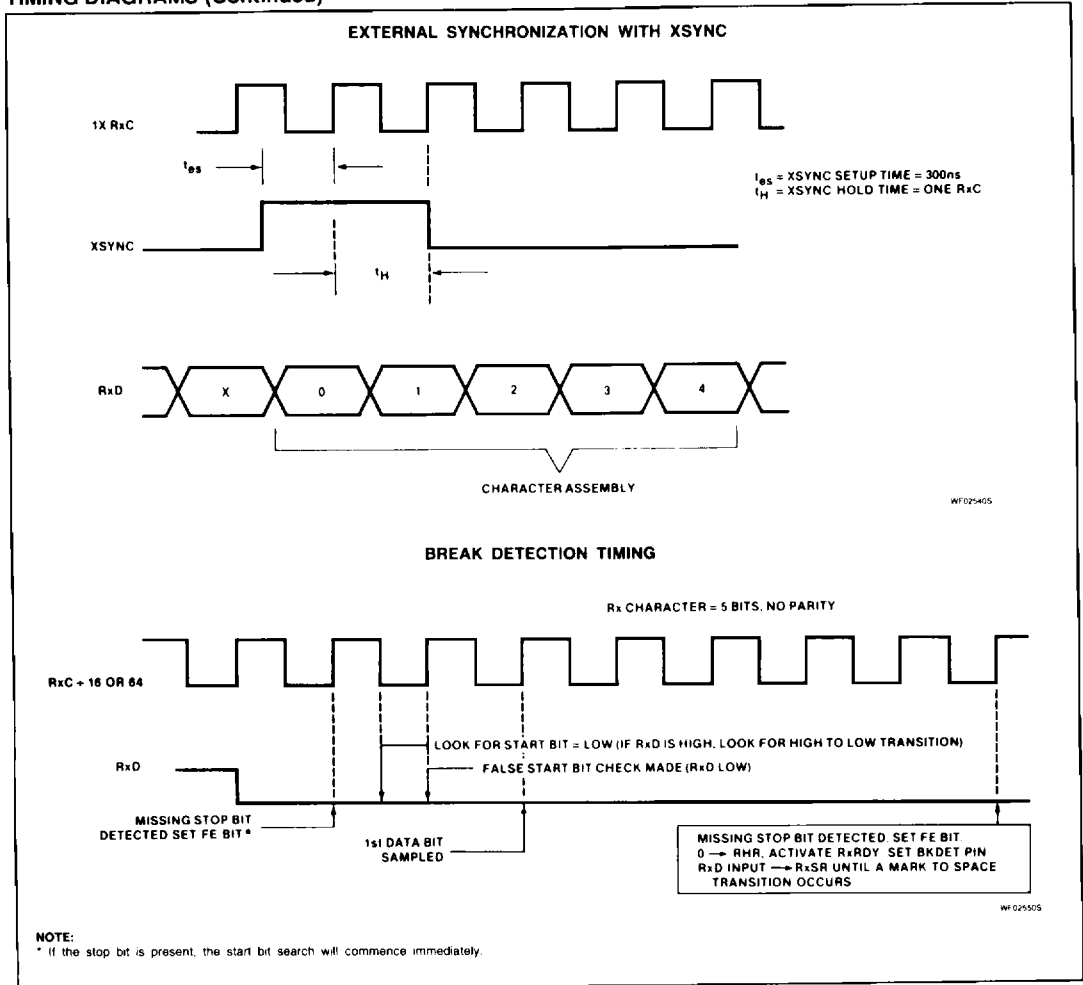 TIMING DIAGRAMS (Continued)
EXTERNAL SYNCHRONIZATION WITH XSYNC
1X RxC
tes
tes = XSYNC SETUP TIME = 300ns
tH = XSYNC HOLD TIME = ONE RxC
XSYNC
tH
RxD
X 0 1 2 3 4
CHARACTER ASSEMBLY
WF02540S
BREAK DETECTION TIMING
Rx CHARACTER = 5 BITS, NO PARITY
RxC ÷ 16 OR 64
LOOK FOR START BIT = LOW (IF RxD IS HIGH, LOOK FOR HIGH TO LOW TRANSITION)
RxD
FALSE START BIT CHECK MADE (RxD LOW)
MISSING STOP BIT
DETECTED SET FE BIT *
1st DATA BIT
SAMPLED
MISSING STOP BIT DETECTED. SET FE BIT.
0 → RHR, ACTIVATE RxRDY SET BKDET PIN
RxD INPUT → RxSR UNTIL A MARK TO SPACE
TRANSITION OCCURS
WF02550S
NOTE:
* If the stop bit is present, the start bit search will commence immediately.